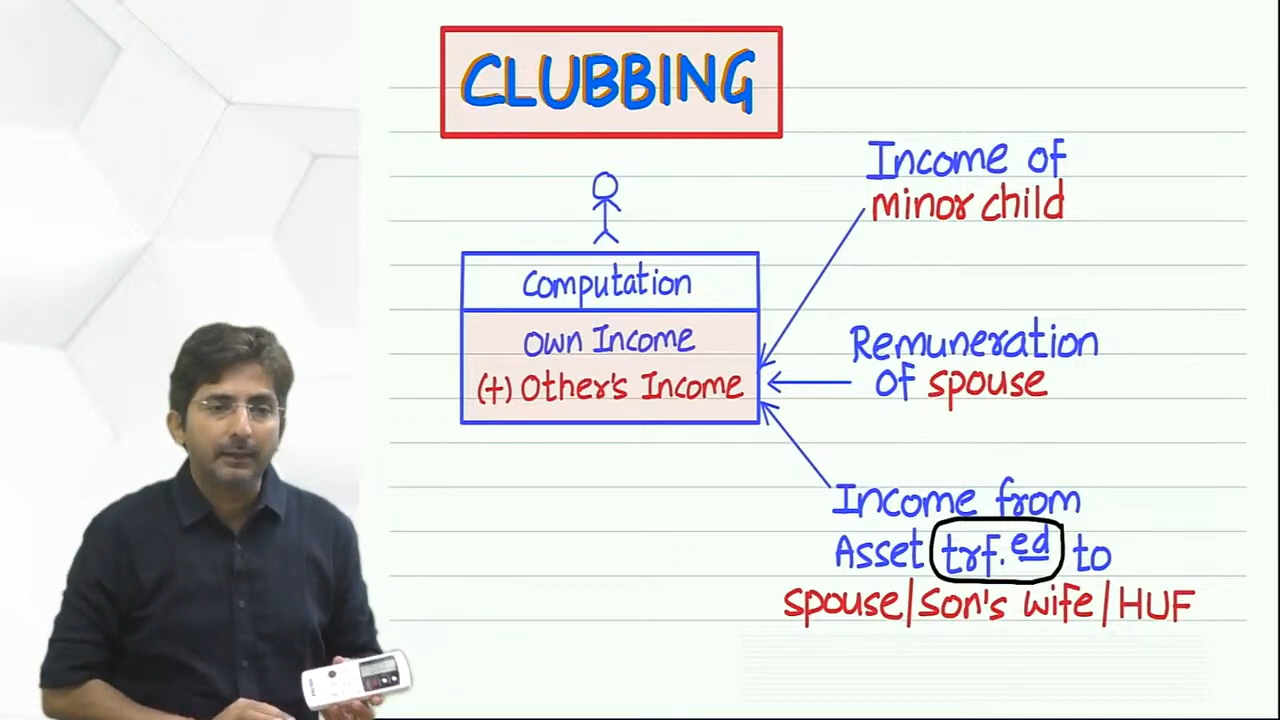 CLUBBING
Computation
Own Income
(+) Other's Income
Income of
minor child
Remuneration
of spouse
Income from
Asset trf.ed to
spouse/son's wife/HUF